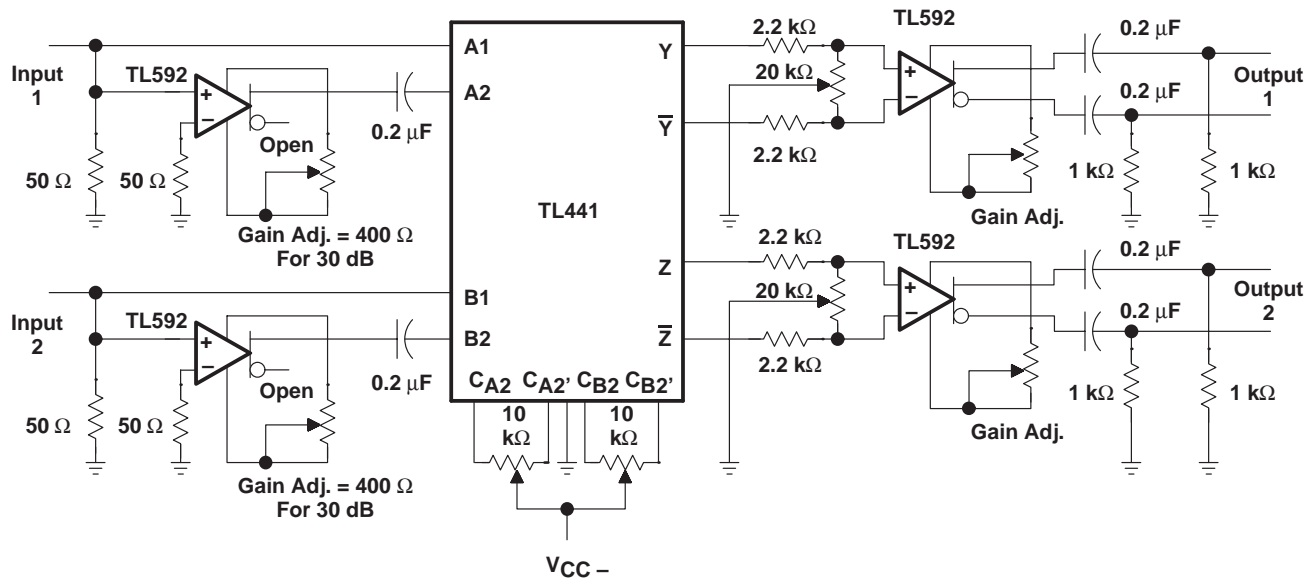 Input
1
TL592
+
−
Open
50 Ω
50 Ω
0.2 μF
Gain Adj. = 400 Ω
For 30 dB
A1
A2
Y
Y̅
TL441
Z
Z̅
B1
B2
CA2 CA2' CB2 CB2'
2.2 kΩ
20 kΩ
2.2 kΩ
TL592
+
−
Gain Adj.
0.2 μF
0.2 μF
1 kΩ
1 kΩ
Output
1
Input
2
TL592
+
−
Open
50 Ω
50 Ω
0.2 μF
Gain Adj. = 400 Ω
For 30 dB
10
kΩ
10
kΩ
VCC –
2.2 kΩ
20 kΩ
2.2 kΩ
TL592
+
−
Gain Adj.
0.2 μF
0.2 μF
1 kΩ
1 kΩ
Output
2